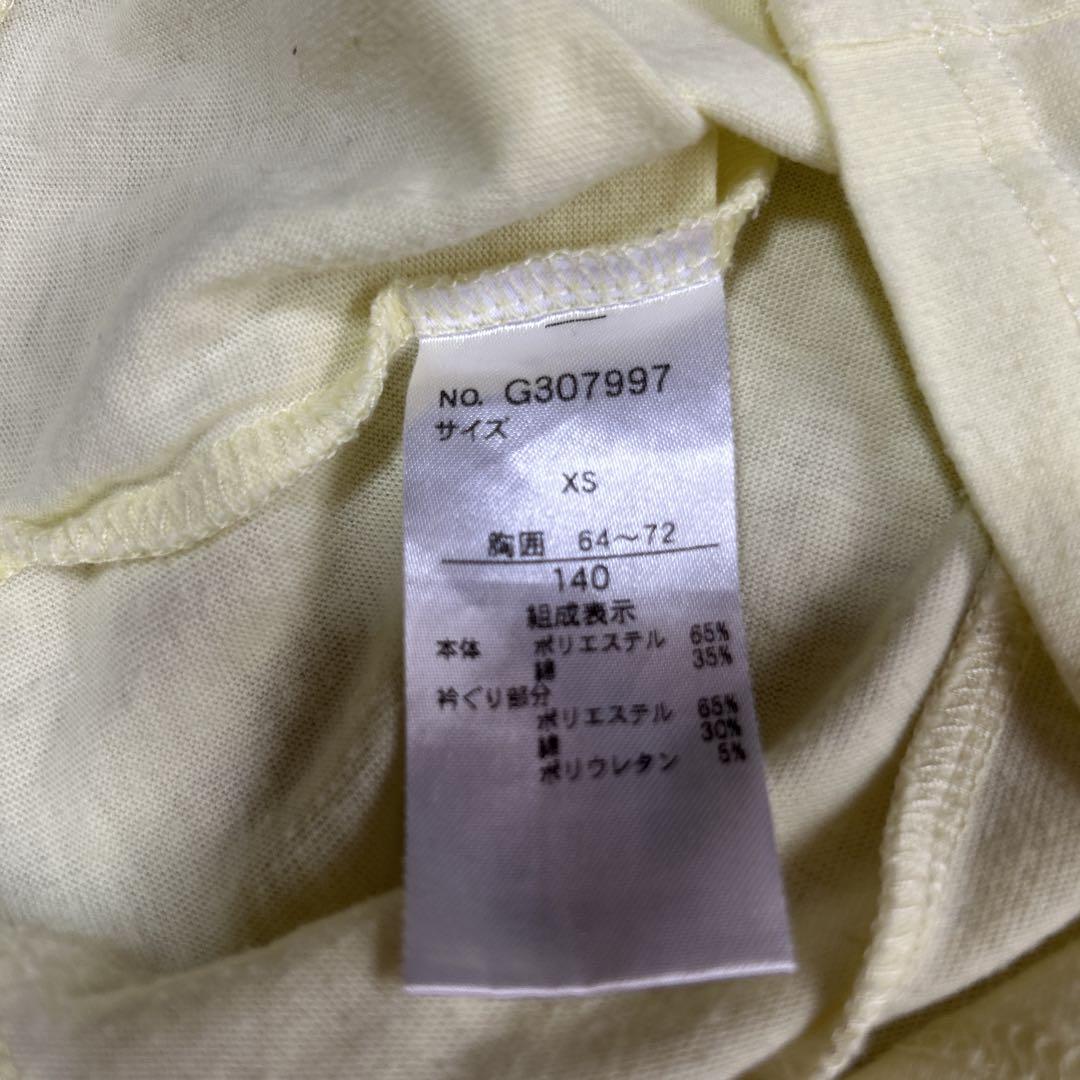 NO. G307997
サイズ
XS
胸囲 64～72
140
組成表示
本体 ポリエステル 65%
綿 35%
衿ぐり部分
ポリエステル 65%
綿 30%
ポリウレタン 5%